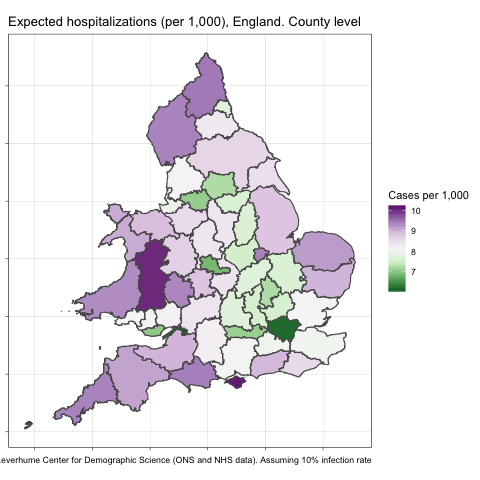 Expected hospitalizations (per 1,000), England. County level
Cases per 1,000
10
9
8
7
everhume Center for Demographic Science (ONS and NHS data). Assuming 10% infection rate